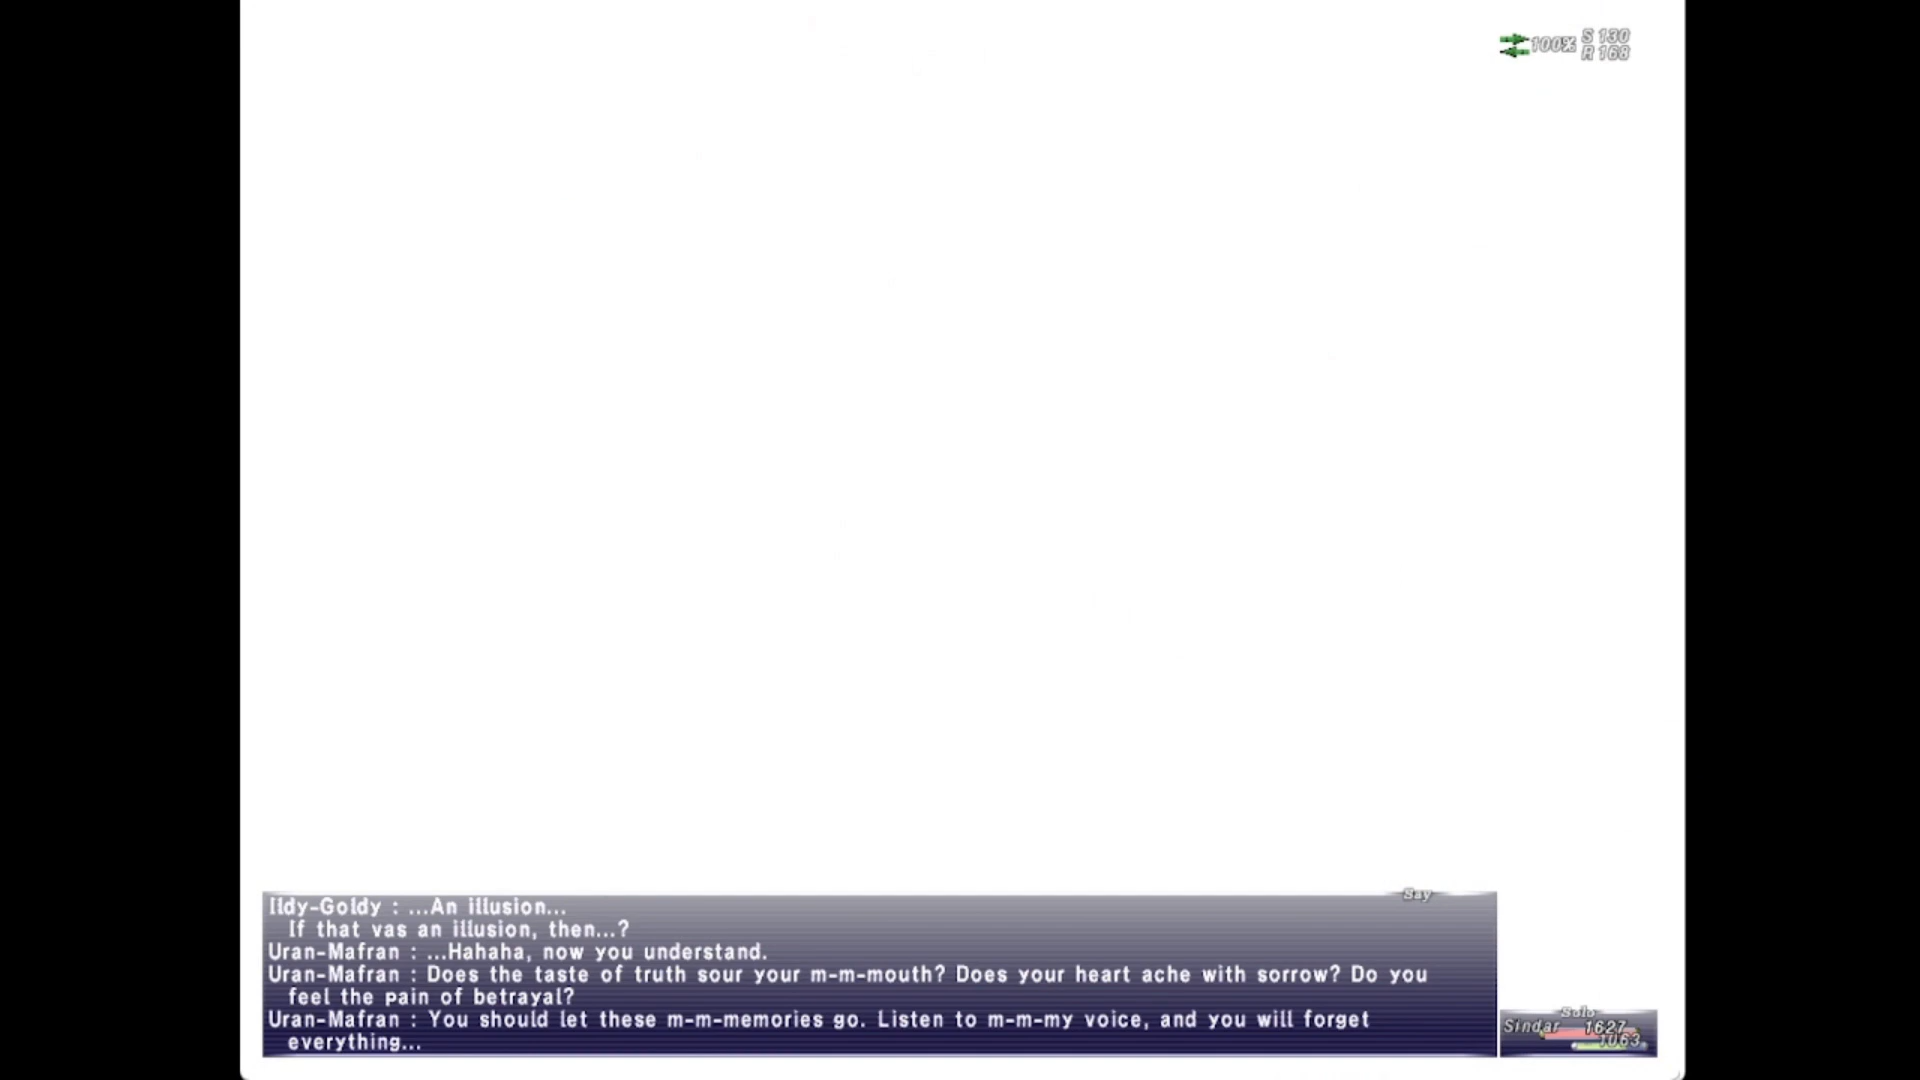 100% S 130
R 168
Say
Ildy-Goldy : ...An illusion...
If that vas an illusion, then...?
Uran-Mafran : ...Hahaha, now you understand.
Uran-Mafran : Does the taste of truth sour your m-m-mouth? Does your heart ache with sorrow? Do you
feel the pain of betrayal?
Uran-Mafran : You should let these m-m-memories go. Listen to m-m-my voice, and you will forget
everything...
Solo
Sindar 1627
1063